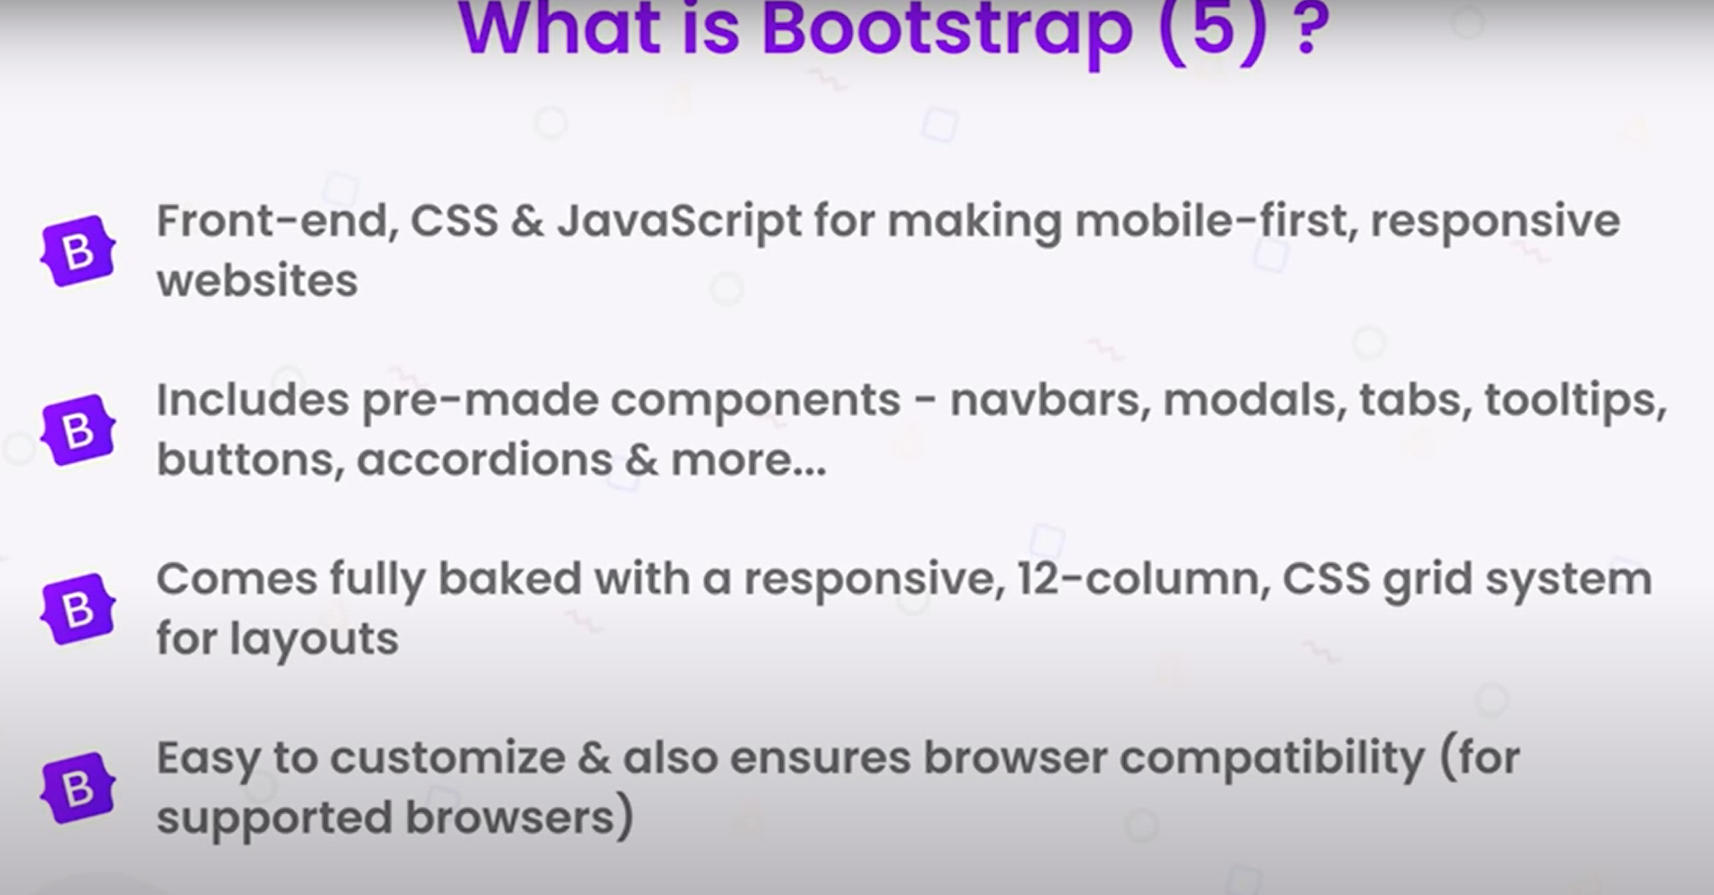 What is Bootstrap (5) ?
B
Front-end, CSS & JavaScript for making mobile-first, responsive
websites
B
Includes pre-made components - navbars, modals, tabs, tooltips,
buttons, accordions & more...
B
Comes fully baked with a responsive, 12-column, CSS grid system
for layouts
B
Easy to customize & also ensures browser compatibility (for
supported browsers)